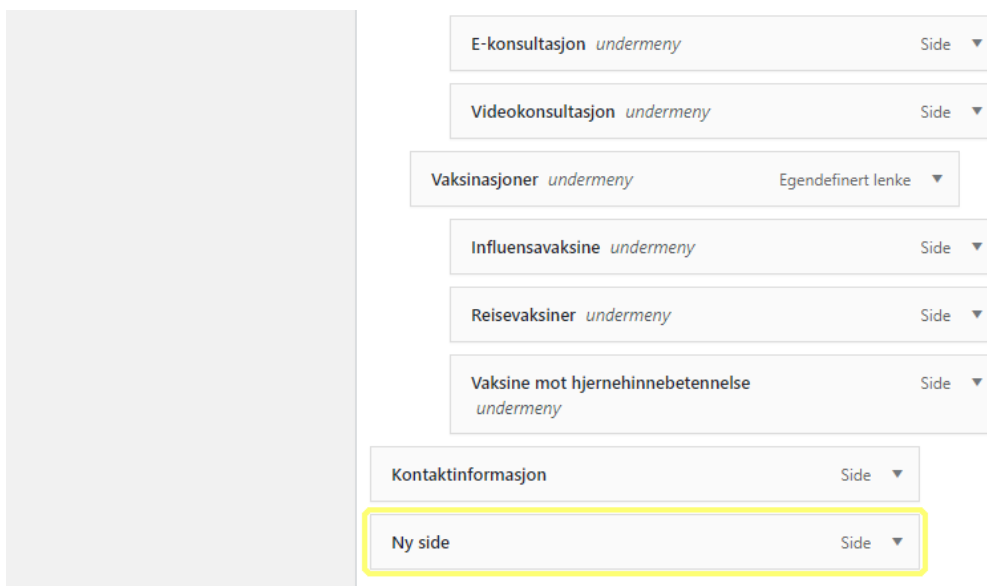 E-konsultasjon undermeny Side
Videokonsultasjon undermeny Side
Vaksinasjoner undermeny Egendefinert lenke
Influensavaksine undermeny Side
Reisevaksiner undermeny Side
Vaksine mot hjernehinnebetennelse Side
undermeny
Kontaktinformasjon Side
Ny side Side